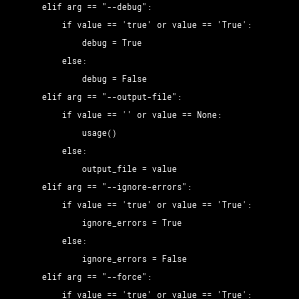 elif arg == "--debug":
if value == 'true' or value == 'True':
debug = True
else:
debug = False
elif arg == "--output-file":
if value == '' or value == None:
usage()
else:
output_file = value
elif arg == "--ignore-errors":
if value == 'true' or value == 'True':
ignore_errors = True
else:
ignore_errors = False
elif arg == "--force":
if value == 'true' or value == 'True':